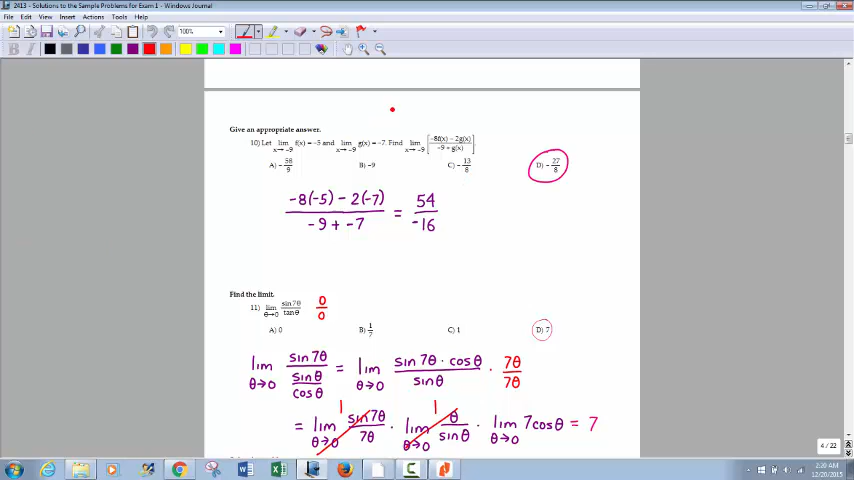 2413 - Solutions to the Sample Problems for Exam 1 - Windows Journal
File Edit View Insert Actions Tools Help
100%
B I
Give an appropriate answer.
10) Let lim x→ -9 f(x) = -5 and lim x→ -9 g(x) = -7. Find lim x→ -9 [(-8f(x) - 2g(x))/(-9 + g(x))].
A) - 58/9 B) -9 C) - 13/8 D) - 27/8
(-8(-5) - 2(-7))/(-9 + -7) = 54/-16
Find the limit.
11) lim θ→0 sin 7θ/tan θ 0/0
A) 0 B) 1/7 C) 1 D) 7
lim θ→0 sin 7θ/(sin θ/cos θ) = lim θ→0 (sin 7θ · cos θ)/sin θ · 7θ/7θ
= lim θ→0 sin 7θ/7θ 1 · lim θ→0 θ/sin θ 1 · lim θ→0 7cos θ = 7
4 / 22
2:20 AM
12/20/2015